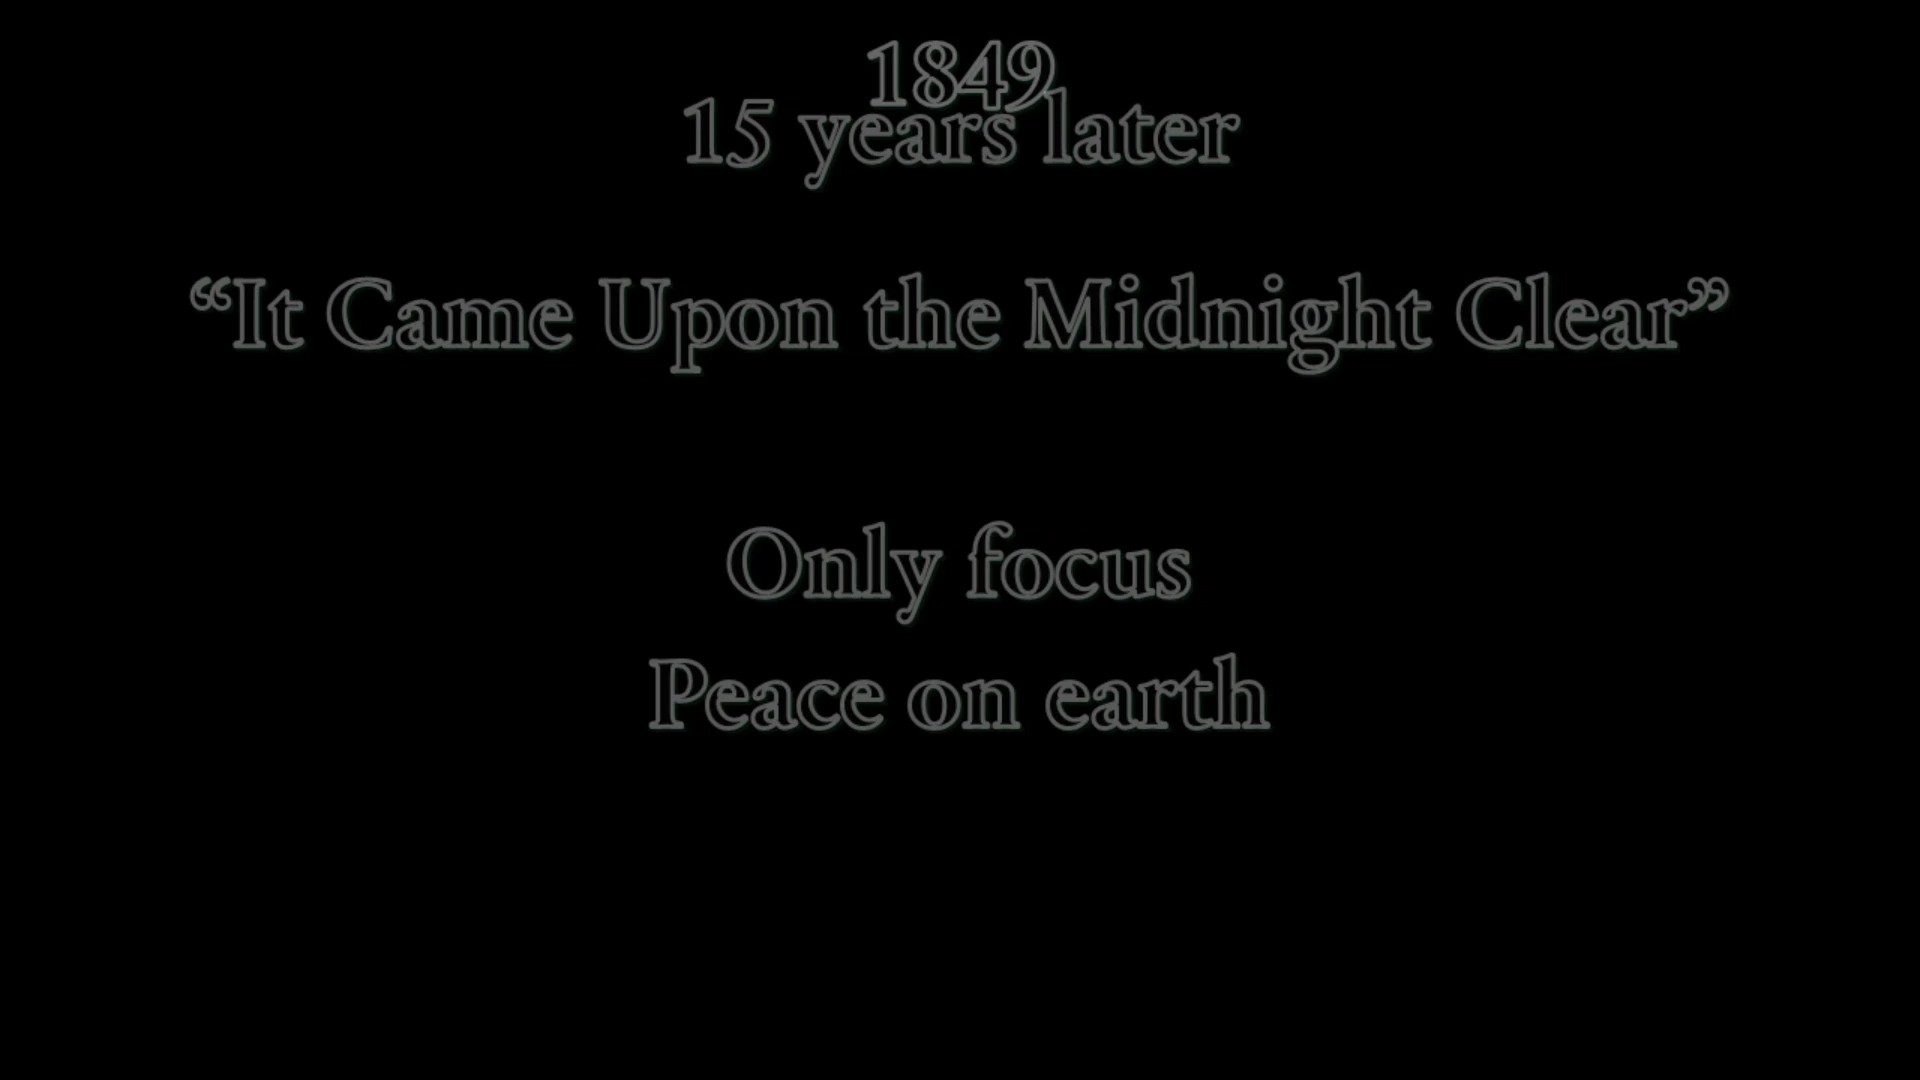 1849
15 years later
“It Came Upon the Midnight Clear”
Only focus
Peace on earth